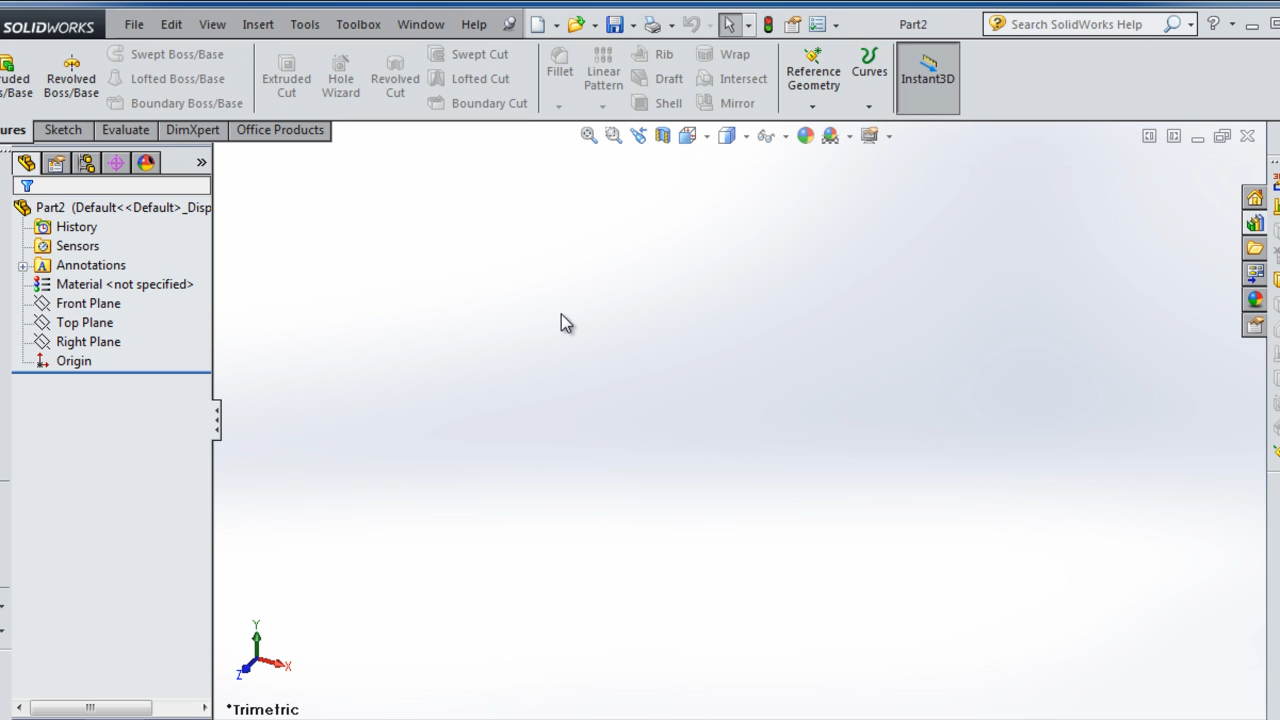 SOLIDWORKS File Edit View Insert Tools Toolbox Window Help Part2 Search SolidWorks Help ?
Swept Boss/Base Swept Cut Rib Wrap
Extruded Cut Hole Wizard Revolved Cut Fillet Linear Pattern Reference Geometry Curves Instant3D
Revolved Boss/Base Lofted Boss/Base Lofted Cut Draft Intersect
uded s/Base Boundary Boss/Base Boundary Cut Shell Mirror
ures Sketch Evaluate DimXpert Office Products
»
Part2 (Default<<Default>_Disp
History
Sensors
Annotations
Material <not specified>
Front Plane
Top Plane
Right Plane
Origin
Y
X
Z
*Trimetric